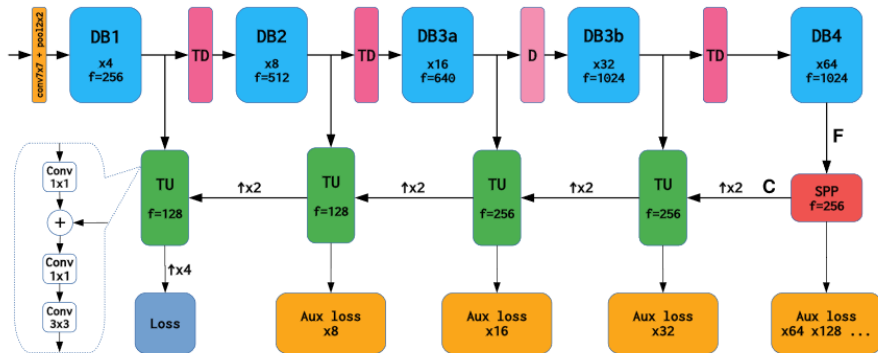 conv7x7 + pool2x2
DB1
x4
f=256
TD
DB2
x8
f=512
TD
DB3a
x16
f=640
D
DB3b
x32
f=1024
TD
DB4
x64
f=1024
F
Conv
1x1
+
Conv
1x1
Conv
3x3
TU
f=128
↑x2
TU
f=128
↑x2
TU
f=256
↑x2
TU
f=256
↑x2
C
SPP
f=256
↑x4
Loss
Aux loss
x8
Aux loss
x16
Aux loss
x32
Aux loss
x64 x128 ...